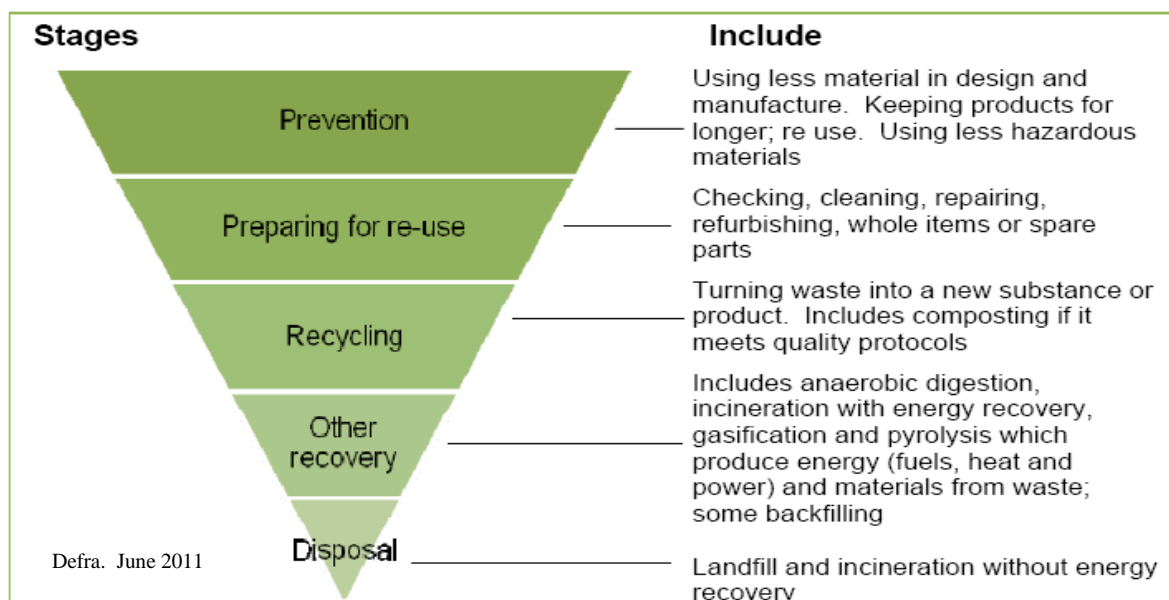 Stages
Include
Prevention
Using less material in design and
manufacture.  Keeping products for
longer; re use.  Using less hazardous
materials
Preparing for re-use
Checking, cleaning, repairing,
refurbishing, whole items or spare
parts
Recycling
Turning waste into a new substance or
product.  Includes composting if it
meets quality protocols
Other
recovery
Includes anaerobic digestion,
incineration with energy recovery,
gasification and pyrolysis which
produce energy (fuels, heat and
power) and materials from waste;
some backfilling
Disposal
Landfill and incineration without energy
recovery
Defra.  June 2011